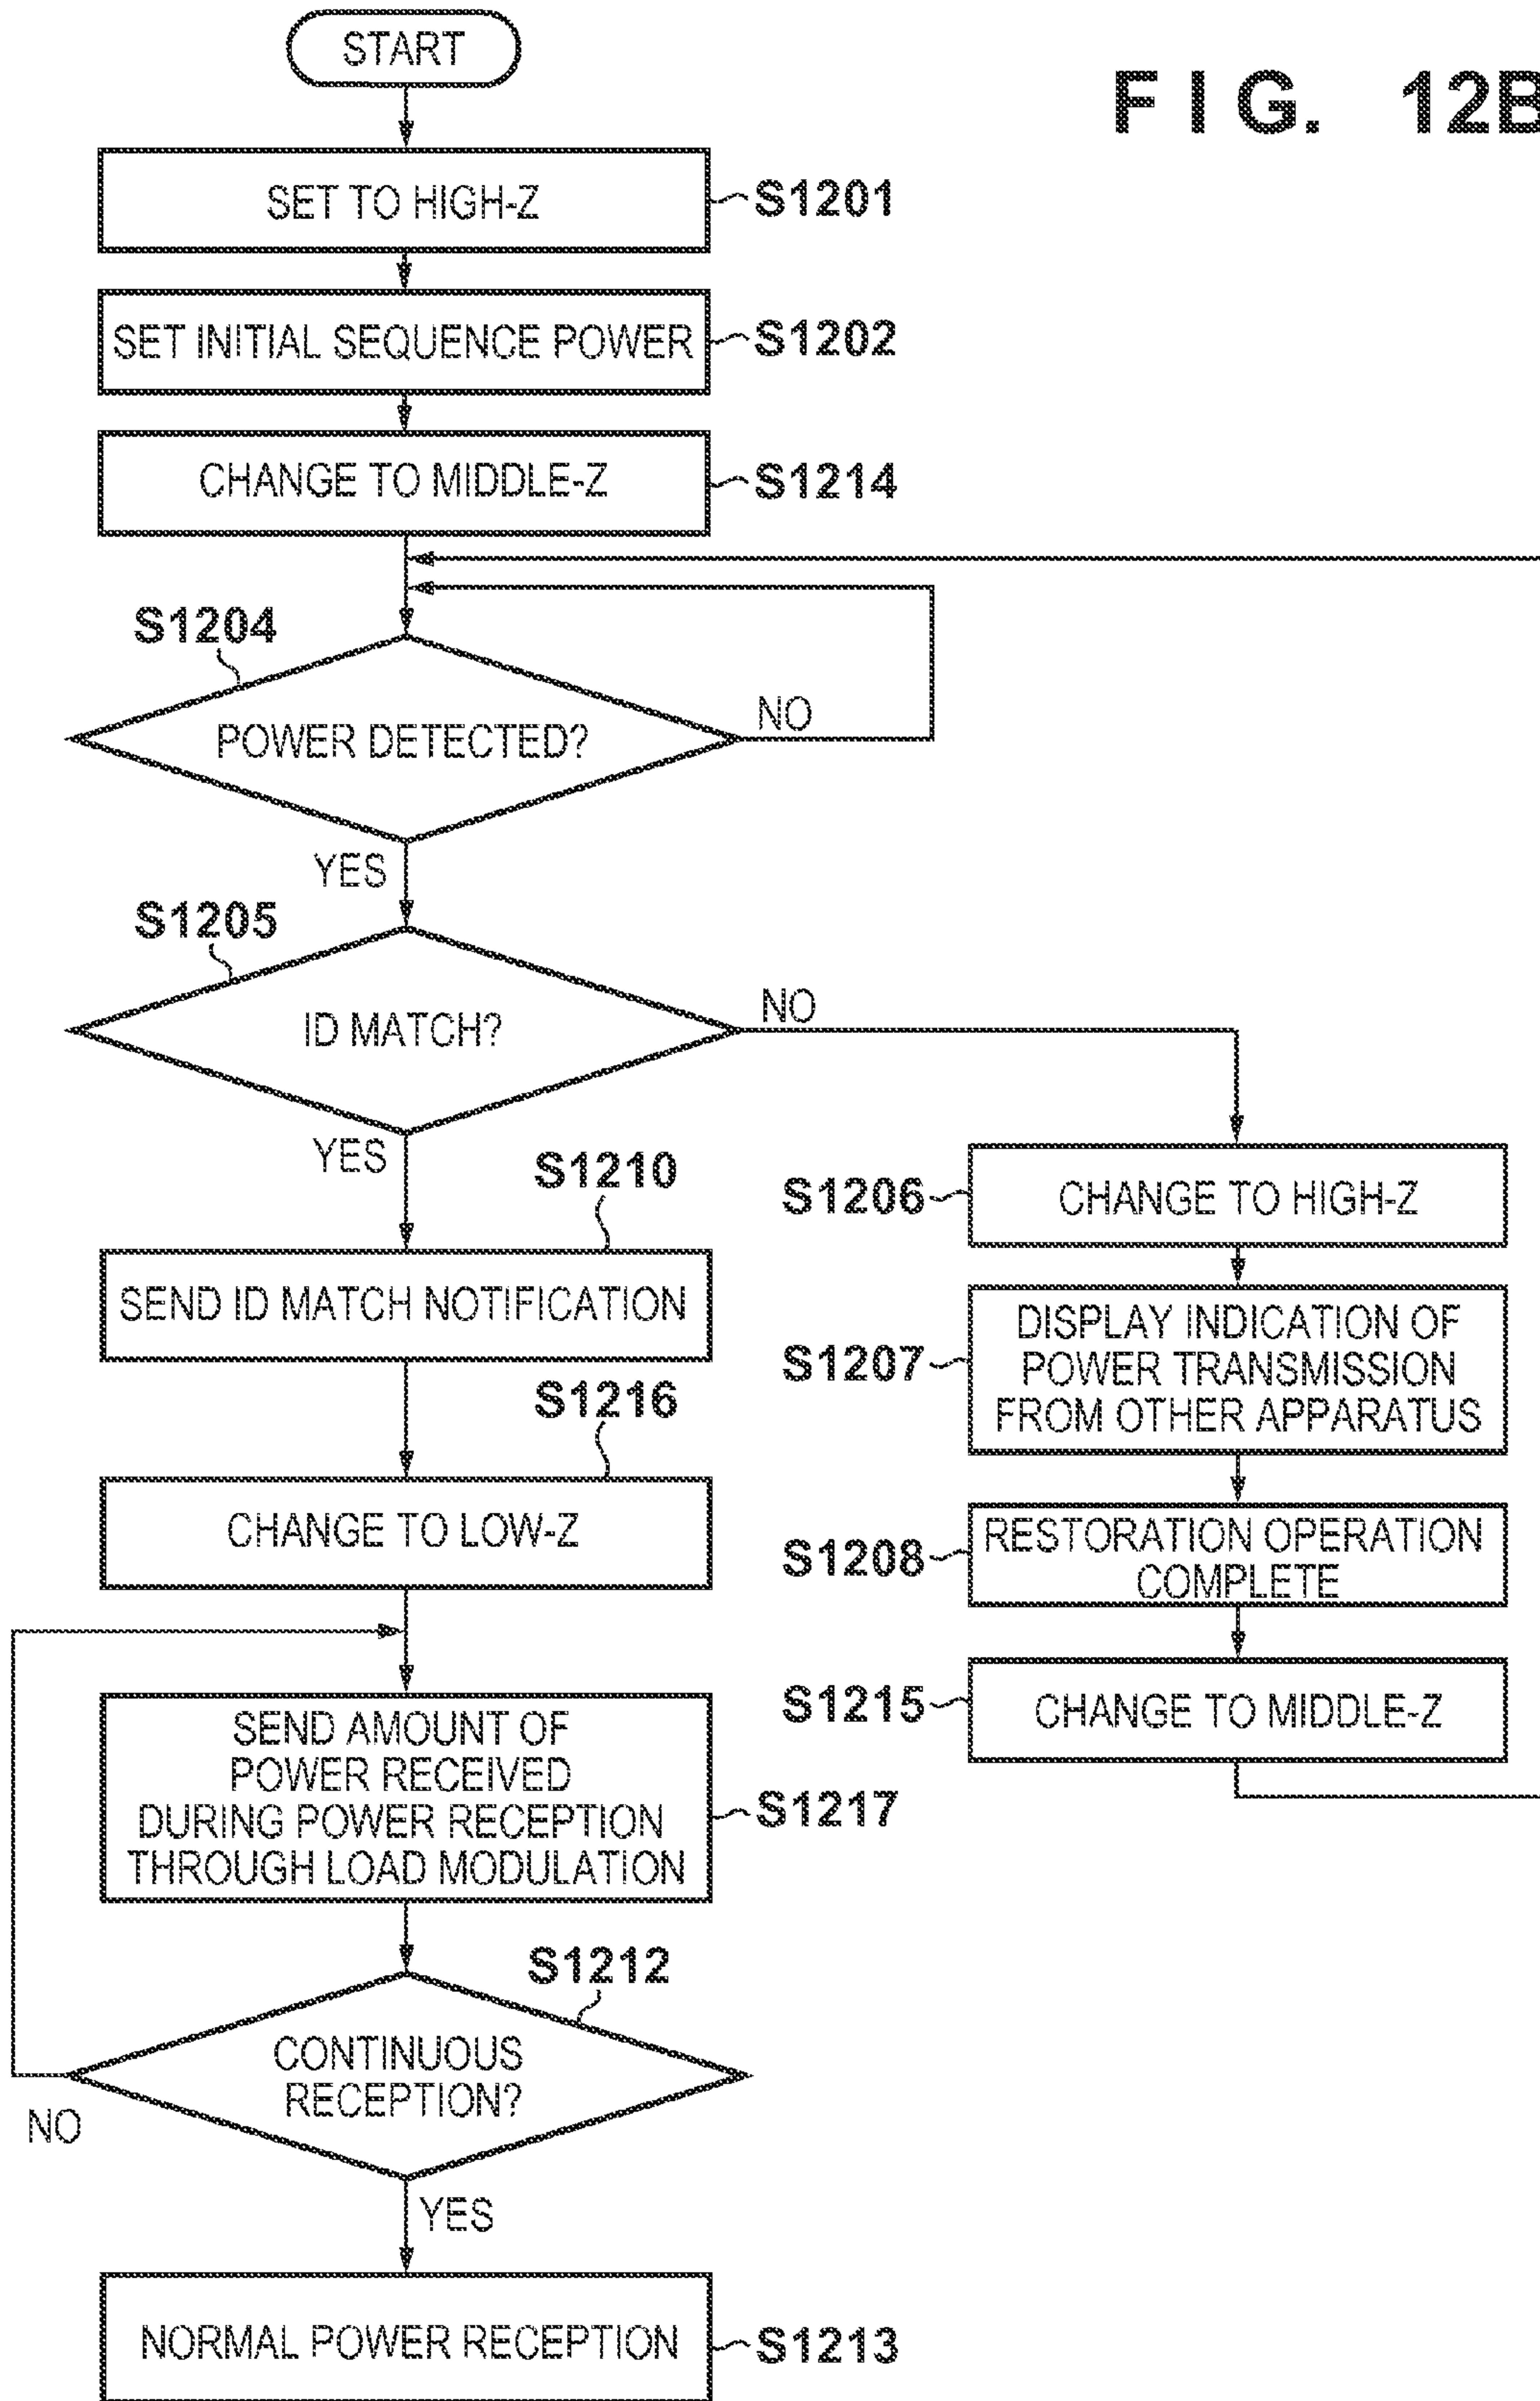 START
FIG. 12B
SET TO HIGH-Z
S1201
SET INITIAL SEQUENCE POWER
S1202
CHANGE TO MIDDLE-Z
S1214
S1204
POWER DETECTED?
NO
YES
S1205
ID MATCH?
NO
YES
S1210
SEND ID MATCH NOTIFICATION
S1216
CHANGE TO LOW-Z
S1206
CHANGE TO HIGH-Z
S1207
DISPLAY INDICATION OF
POWER TRANSMISSION
FROM OTHER APPARATUS
S1208
RESTORATION OPERATION
COMPLETE
S1215
CHANGE TO MIDDLE-Z
SEND AMOUNT OF
POWER RECEIVED
DURING POWER RECEPTION
THROUGH LOAD MODULATION
S1217
S1212
CONTINUOUS
RECEPTION?
NO
YES
NORMAL POWER RECEPTION
S1213